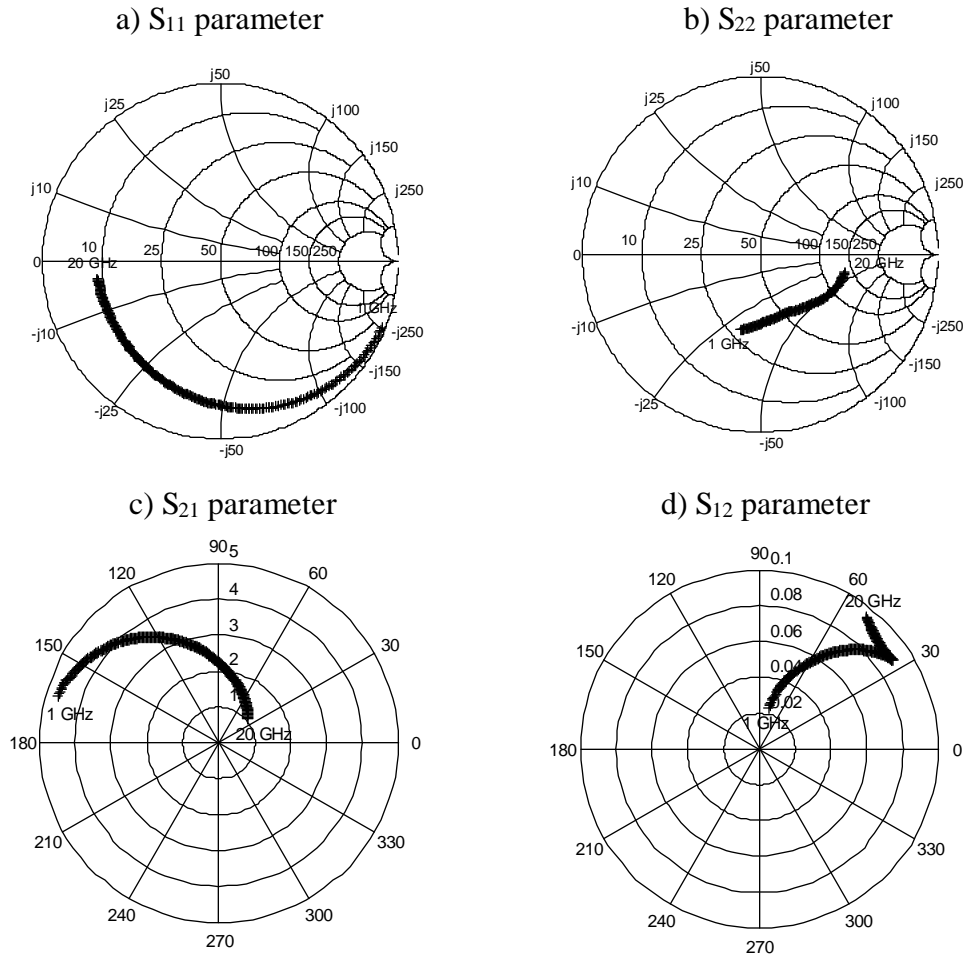 a) S₁₁ parameter
b) S₂₂ parameter
j50
j25
j100
j150
j10
j250
0
10
25
50
100
150
250
20 GHz
1 GHz
-j10
-j250
-j150
-j25
-j100
-j50
j50
j25
j100
j150
j10
j250
0
10
25
50
100
150
250
20 GHz
1 GHz
-j10
-j250
-j150
-j25
-j100
-j50
c) S₂₁ parameter
d) S₁₂ parameter
90
5
120
60
4
3
150
30
2
1
1 GHz
20 GHz
180
0
210
330
240
300
270
90
0.1
120
60
0.08
20 GHz
0.06
150
30
0.04
0.02
1 GHz
180
0
210
330
240
300
270